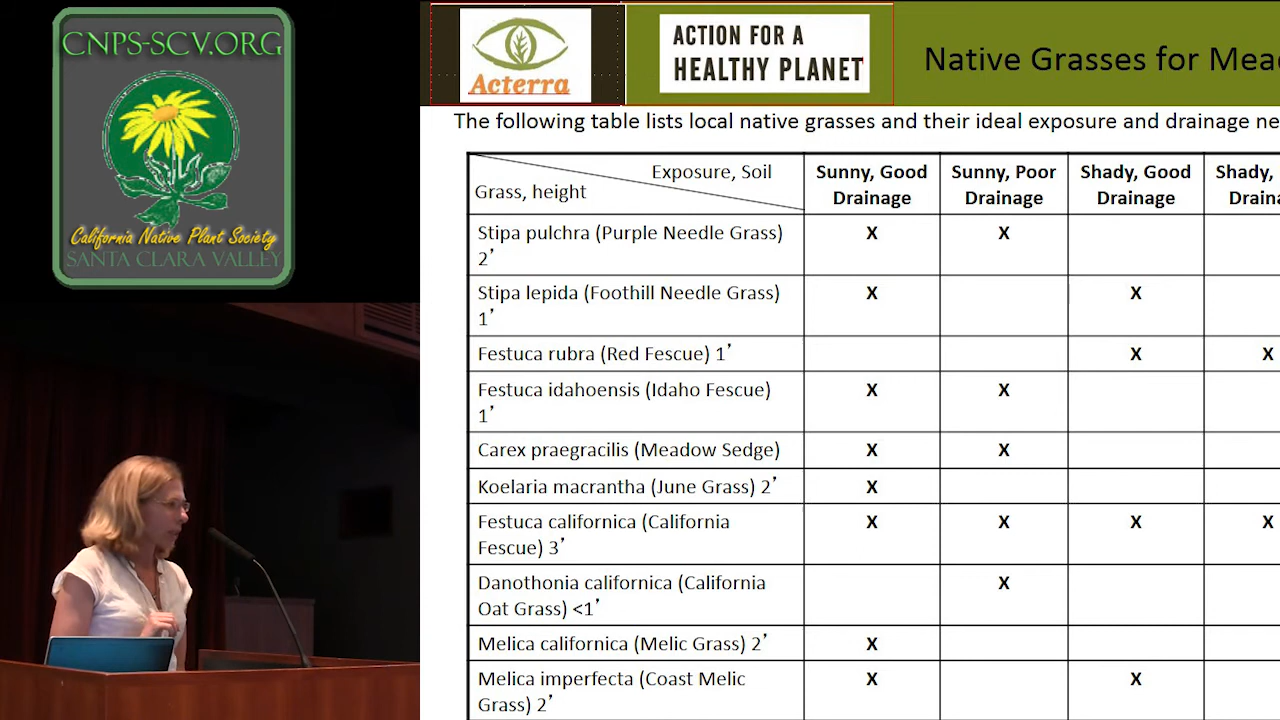 CNPS-SCV.ORG
California Native Plant Society
SANTA CLARA VALLEY
Acterra
ACTION FOR A
HEALTHY PLANET
Native Grasses for
The following table lists local native grasses and their ideal exposure and drainage
Exposure, Soil
Grass, height
Sunny, Good
Drainage
Sunny, Poor
Drainage
Shady, Good
Drainage
Shady,
Stipa pulchra (Purple Needle Grass) X X
2’
Stipa lepida (Foothill Needle Grass) X X
1’
Festuca rubra (Red Fescue) 1’ X X
Festuca idahoensis (Idaho Fescue) X X
1’
Carex praegracilis (Meadow Sedge) X X
Koelaria macrantha (June Grass) 2’ X
Festuca californica (California X X X X
Fescue) 3’
Danothonia californica (California X
Oat Grass) <1’
Melica californica (Melic Grass) 2’ X
Melica imperfecta (Coast Melic X X
Grass) 2’